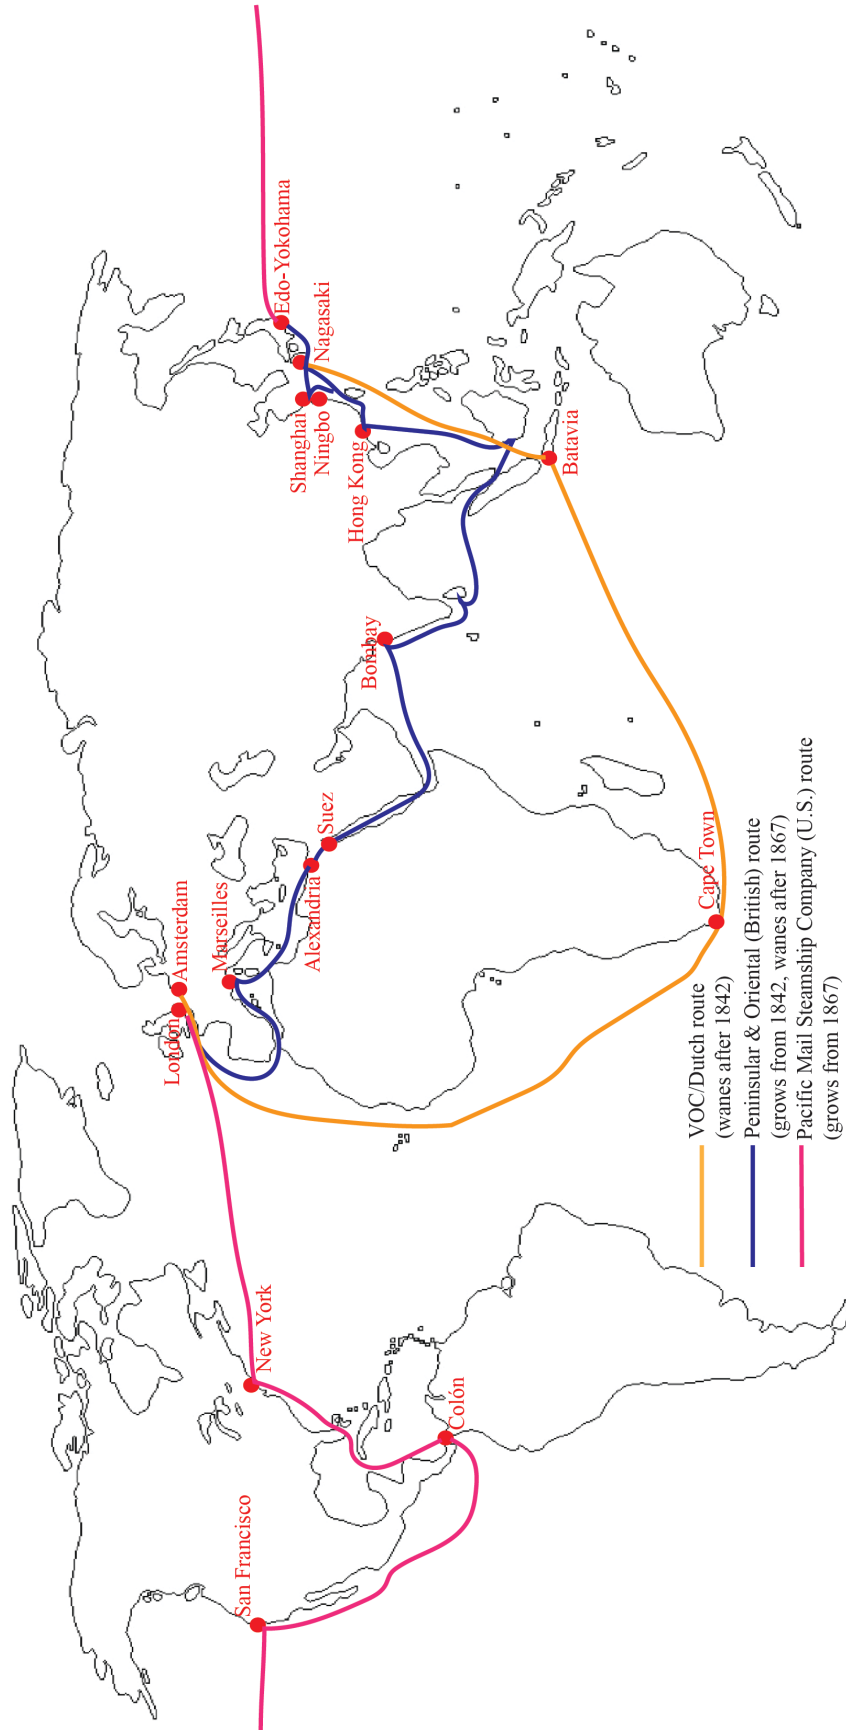 San Francisco
New York
Colón
London
Amsterdam
Marseilles
Alexandria
Suez
Cape Town
Bombay
Hong Kong
Shanghai
Ningbo
Nagasaki
Edo-Yokohama
Batavia
VOC/Dutch route
(wanes after 1842)
Peninsular & Oriental (British) route
(grows from 1842, wanes after 1867)
Pacific Mail Steamship Company (U.S.) route
(grows from 1867)